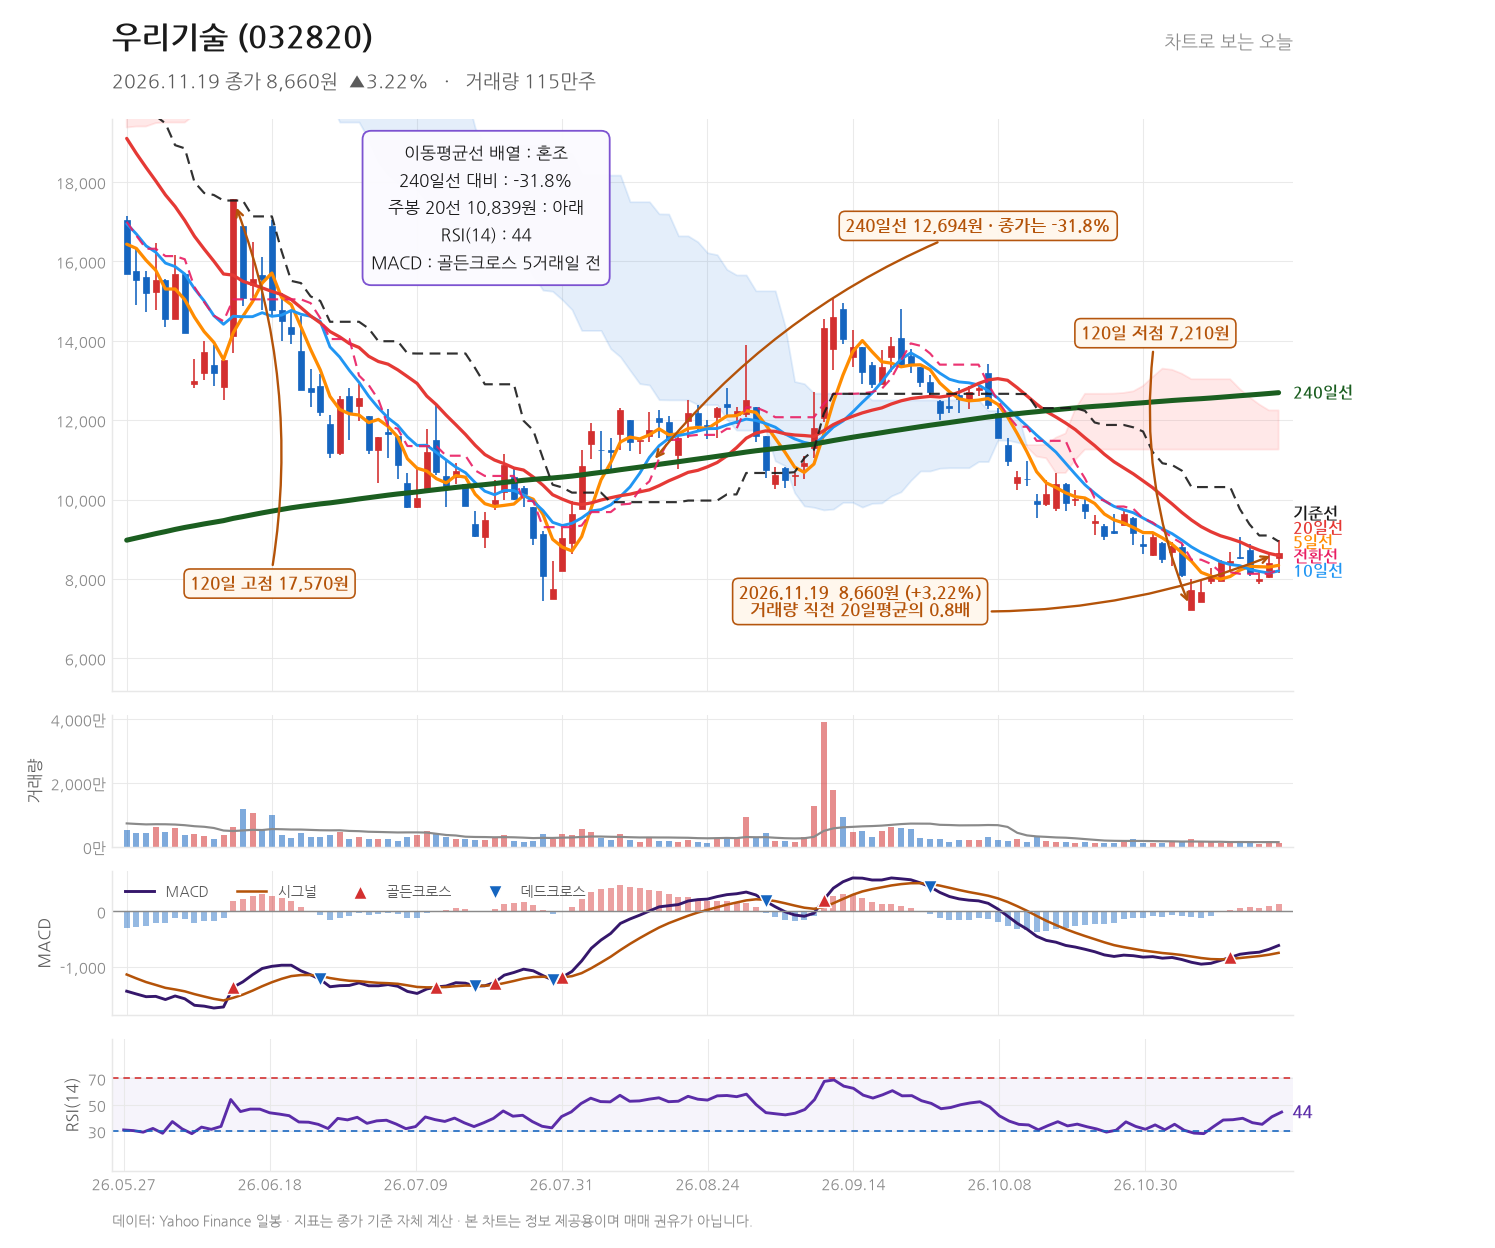 우리기술 (032820)
차트로 보는 오늘
2026.11.19 종가 8,660원 ▲3.22% · 거래량 115만주
이동평균선 배열 : 혼조
240일선 대비 : -31.8%
주봉 20선 10,839원 : 아래
RSI(14) : 44
MACD : 골든크로스 5거래일 전
240일선 12,694원 · 종가는 -31.8%
120일 저점 7,210원
120일 고점 17,570원
2026.11.19 8,660원 (+3.22%)
거래량 직전 20일평균의 0.8배
18,000
16,000
14,000
12,000
10,000
8,000
6,000
240일선
기준선
20일선
5일선
전환선
10일선
거래량
4,000만
2,000만
0만
MACD
MACD 시그널 골든크로스 데드크로스
0
-1,000
RSI(14)
70
50
30
44
26.05.27 26.06.18 26.07.09 26.07.31 26.08.24 26.09.14 26.10.08 26.10.30
데이터: Yahoo Finance 일봉 · 지표는 종가 기준 자체 계산 · 본 차트는 정보 제공용이며 매매 권유가 아닙니다.